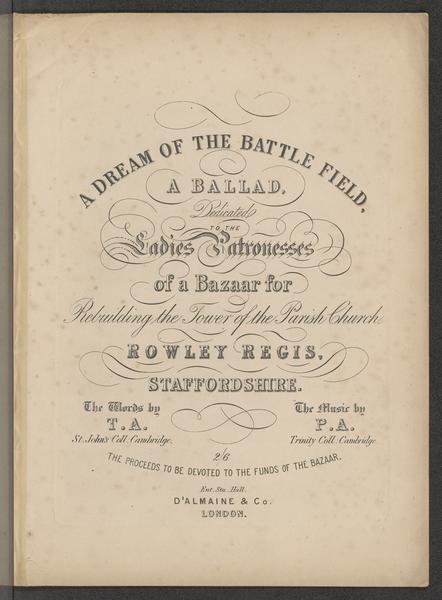 A DREAM OF THE BATTLE FIELD,
A BALLAD,
Dedicated
TO THE
Ladies Patronesses
of a Bazaar for
Rebuilding the Tower of the Parish Church
ROWLEY REGIS,
STAFFORDSHIRE.
The Words by
T.A.
St. John's Coll: Cambridge.
The Music by
P.A.
Trinity Coll: Cambridge
2/6
THE PROCEEDS TO BE DEVOTED TO THE FUNDS OF THE BAZAAR.
Ent. Sta. Hall.
D'ALMAINE & Co.
LONDON.